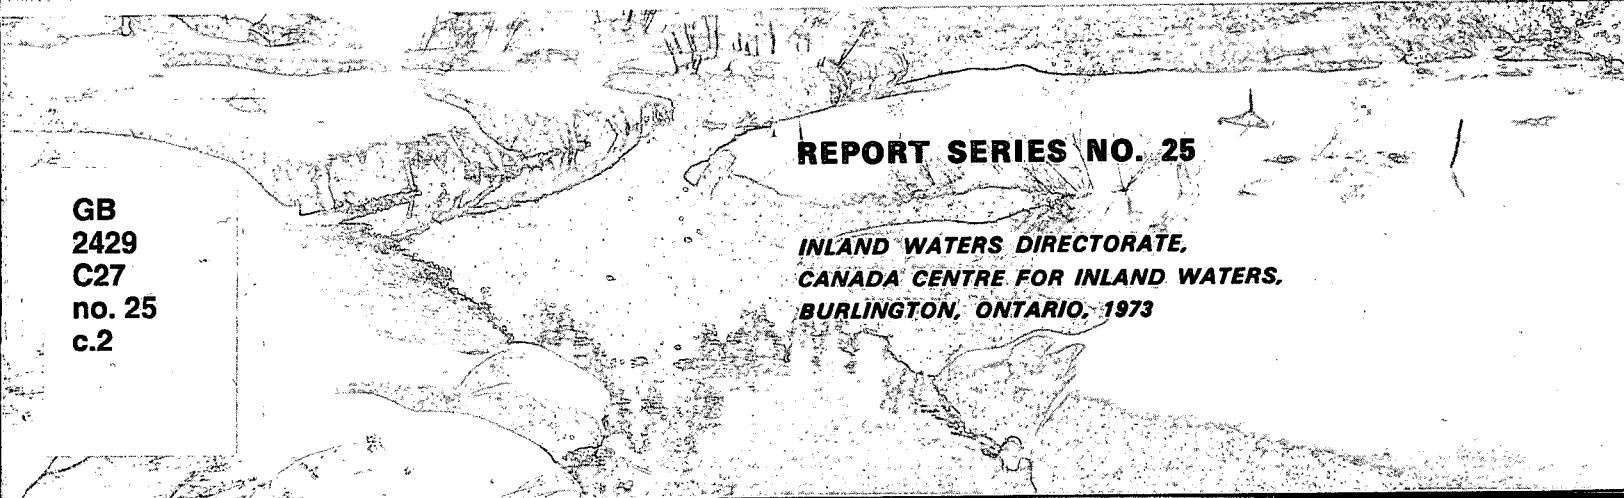 GB
2429
C27
no. 25
c.2
REPORT SERIES NO. 25
INLAND WATERS DIRECTORATE,
CANADA CENTRE FOR INLAND WATERS,
BURLINGTON, ONTARIO, 1973